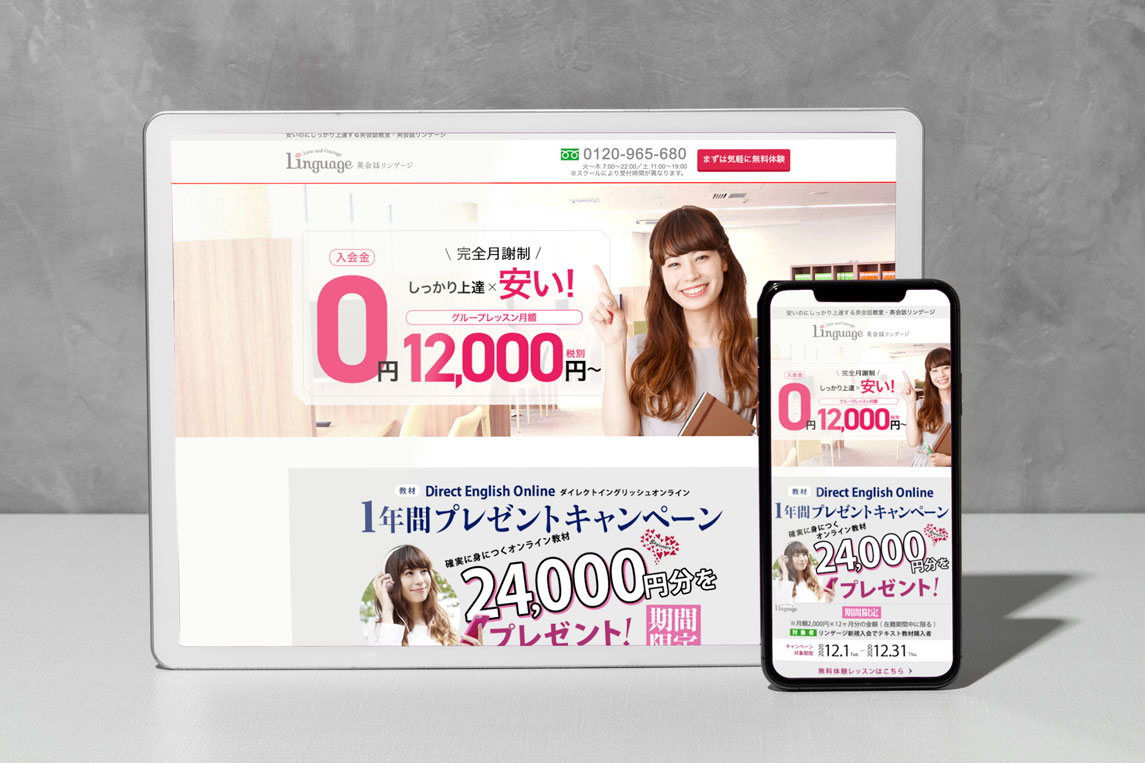 安いのにしっかり上達する英会話教室・英会話リンゲージ
Love and Courage
Linguage 英会話リンゲージ
0120-965-680
火〜木 7:00〜22:00／土 11:00〜19:00
※スクールにより受付時間が異なります。
まずは気軽に無料体験
入会金
0円
\ 完全月謝制 /
しっかり上達×安い!
グループレッスン月額
12,000円〜
税別
教材 Direct English Online ダイレクトイングリッシュオンライン
1年間プレゼントキャンペーン
確実に身につくオンライン教材
24,000円分を
プレゼント!
期間
限定
安いのにしっかり上達する英会話教室・英会話リンゲージ
Linguage 英会話リンゲージ
入会金
0円
\ 完全月謝制 /
しっかり上達×安い!
グループレッスン月額
12,000円〜
税別
教材 Direct English Online
1年間プレゼントキャンペーン
確実に身につく
オンライン教材
24,000円分を
プレゼント!
Linguage
期間限定
※月額2,000円×12ヶ月分の金額（在籍期間中に限る）
対象者 リンゲージ新規入会でテキスト教材購入者
キャンペーン
対象期間
2020 12.1 Tue. – 2020 12.31 Thu.
無料体験レッスンはこちら >